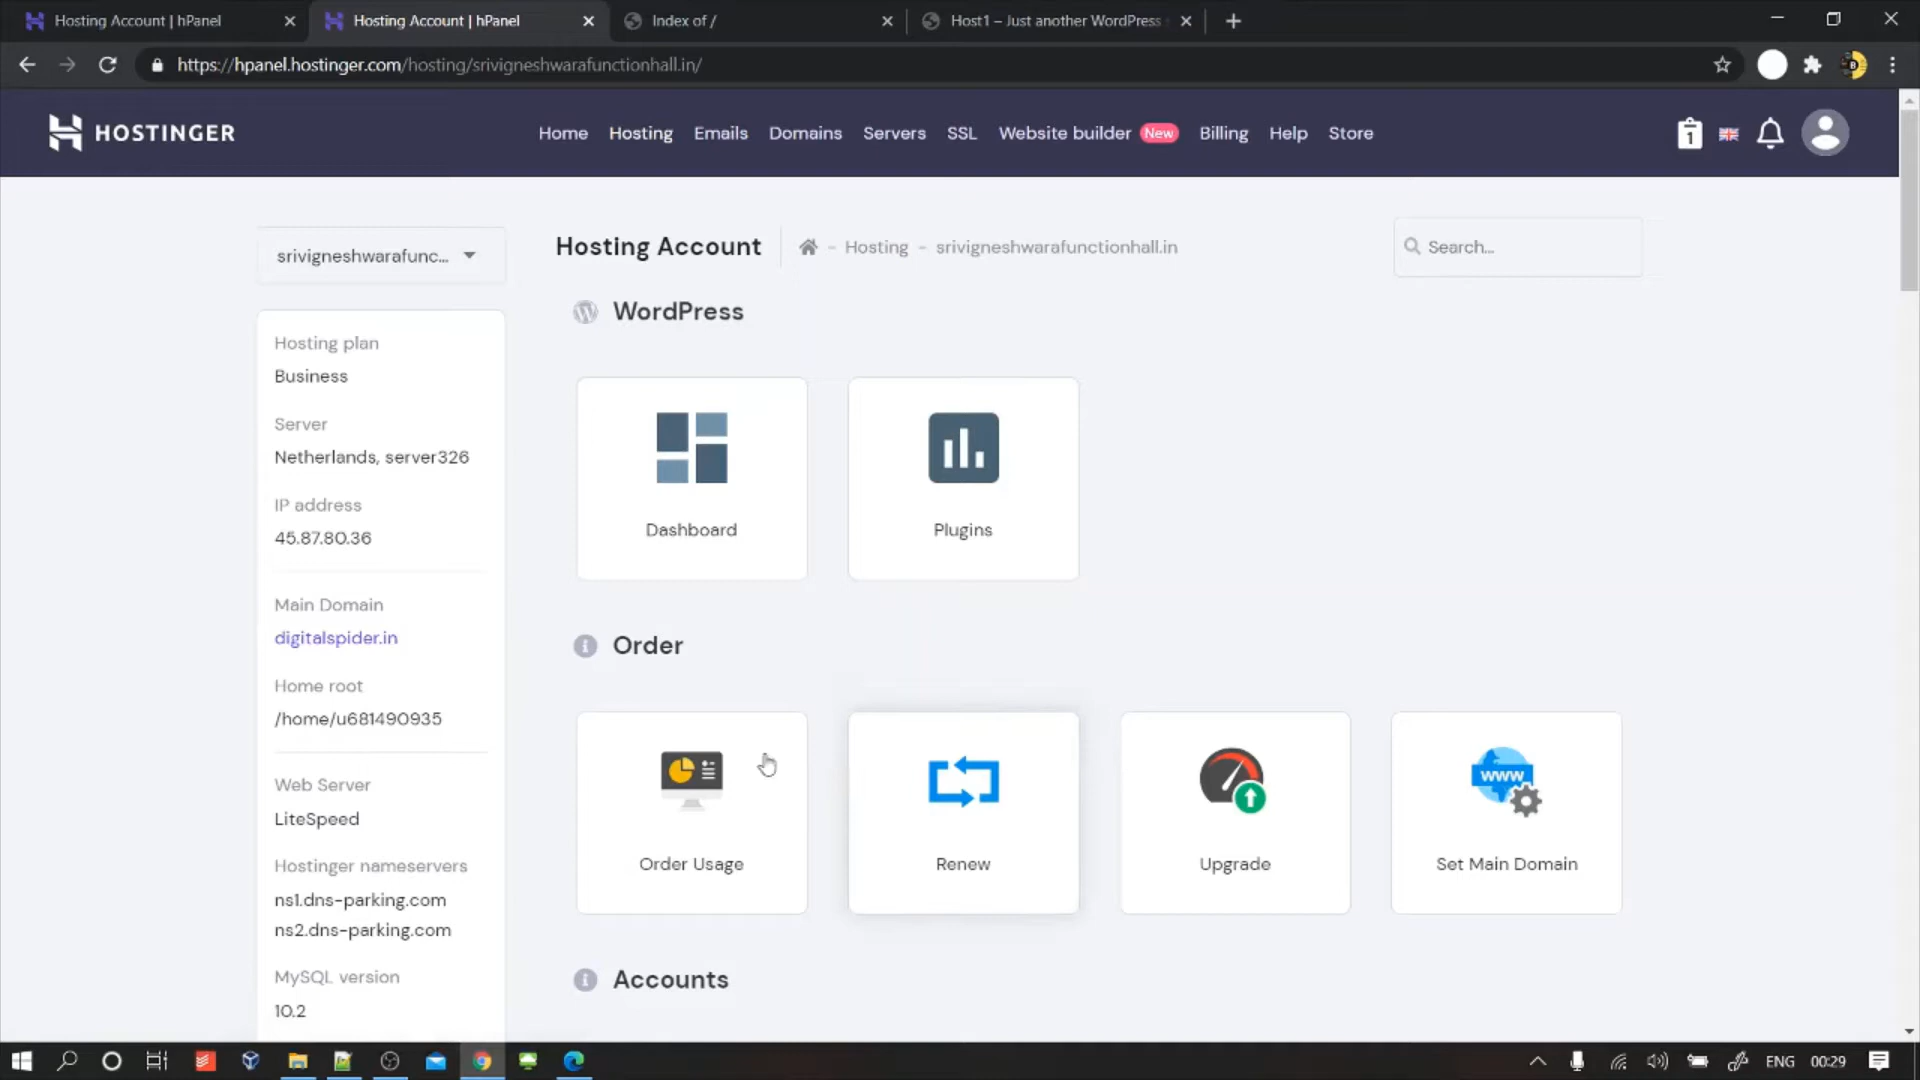 Hosting Account | hPanel
Hosting Account | hPanel
Index of /
Host1 – Just another WordPress
https://hpanel.hostinger.com/hosting/srivigneshwarafunctionhall.in/
HOSTINGER
Home
Hosting
Emails
Domains
Servers
SSL
Website builder
New
Billing
Help
Store
1
srivigneshwarafunc...
Hosting Account
- Hosting - srivigneshwarafunctionhall.in
Search...
Hosting plan
Business
Server
Netherlands, server326
IP address
45.87.80.36
Main Domain
digitalspider.in
Home root
/home/u681490935
Web Server
LiteSpeed
Hostinger nameservers
ns1.dns-parking.com
ns2.dns-parking.com
MySQL version
10.2
WordPress
Dashboard
Plugins
Order
Order Usage
Renew
Upgrade
www
Set Main Domain
Accounts
ENG
00:29